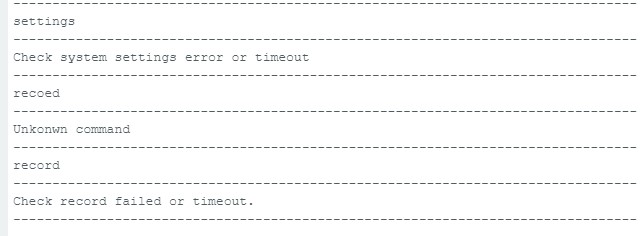 settings
Check system settings error or timeout
recoed
Unkonwn command
record
Check record failed or timeout.